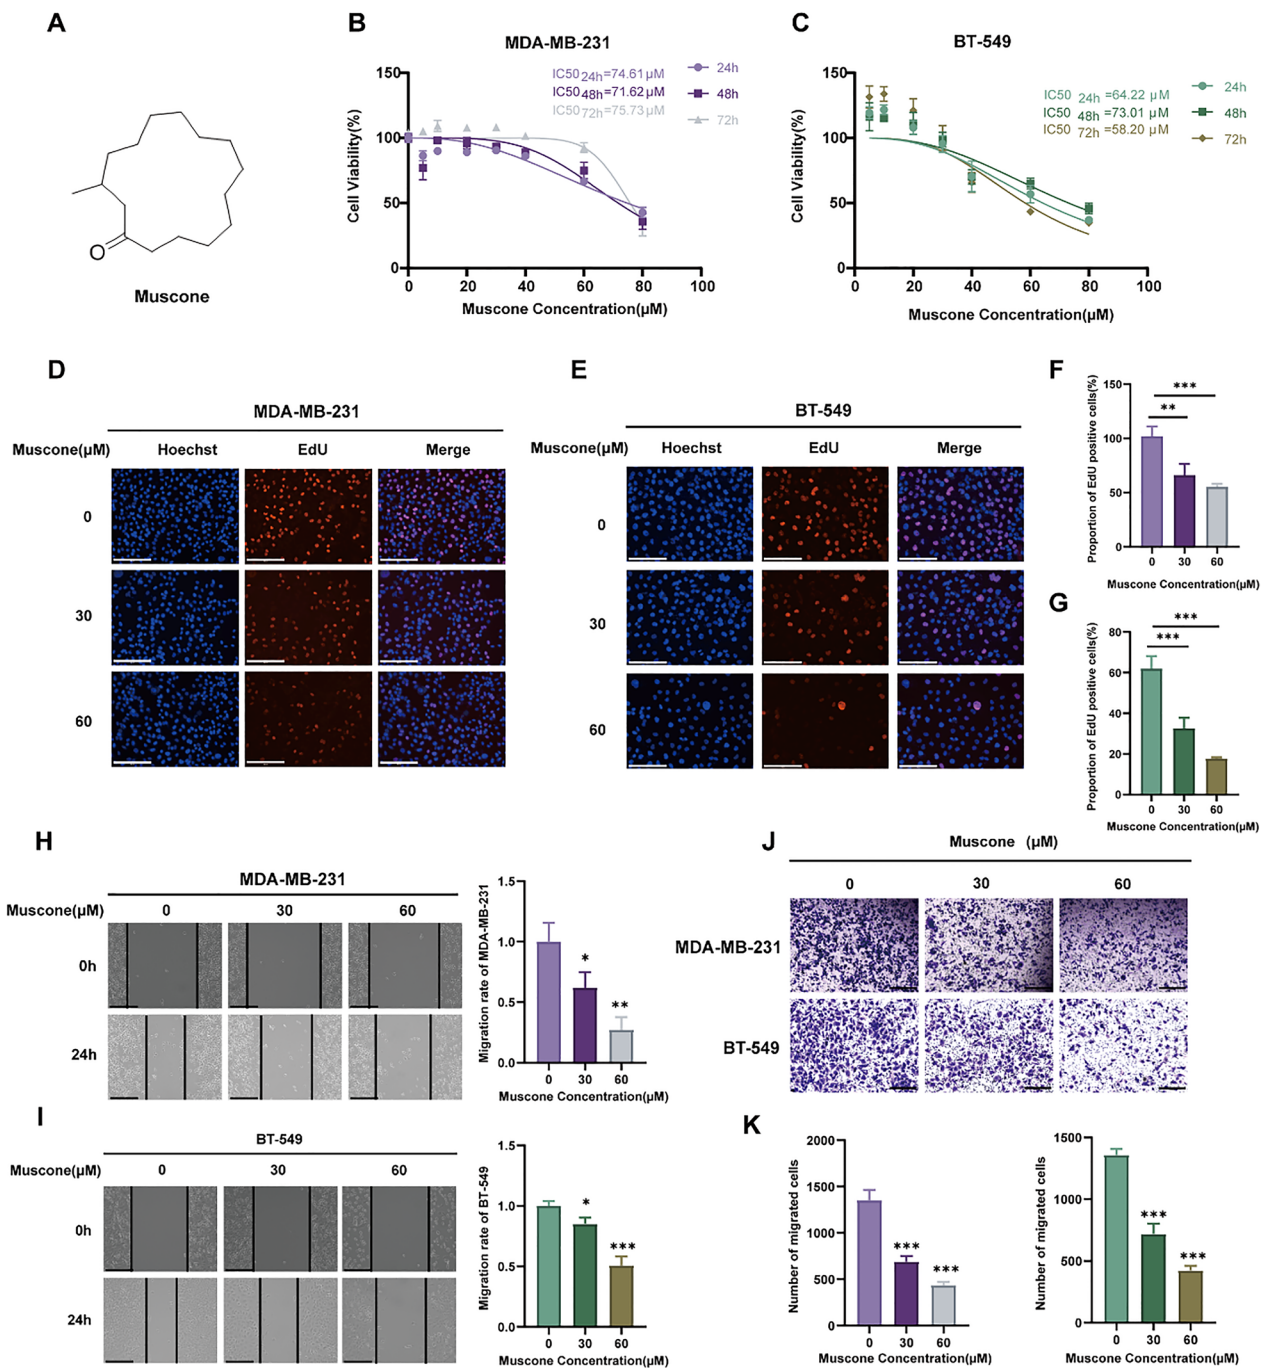 A
O
Muscone
B
MDA-MB-231
IC50 24h=74.61 µM
IC50 48h=71.62 µM
IC50 72h=75.73 µM
24h
48h
72h
Cell Viability(%)
150
100
50
0
0 20 40 60 80 100
Muscone Concentration(µM)
C
BT-549
IC50 24h =64.22 µM
IC50 48h =73.01 µM
IC50 72h =58.20 µM
24h
48h
72h
Cell Viability(%)
150
100
50
0
0 20 40 60 80 100
Muscone Concentration(µM)
D
MDA-MB-231
Muscone(µM) Hoechst EdU Merge
0
30
60
E
BT-549
Muscone(µM) Hoechst EdU Merge
0
30
60
F
Proportion of EdU positive cells(%)
150
100
50
0
***
**
0 30 60
Muscone Concentration(µM)
G
Proportion of EdU positive cells(%)
80
60
40
20
0
***
***
0 30 60
Muscone Concentration(µM)
H
MDA-MB-231
Muscone(µM) 0 30 60
0h
24h
Migration rate of MDA-MB-231
1.5
1.0
0.5
0.0
*
**
0 30 60
Muscone Concentration(µM)
I
BT-549
Muscone(µM) 0 30 60
0h
24h
Migration rate of BT-549
1.5
1.0
0.5
0.0
*
***
0 30 60
Muscone Concentration(µM)
J
Muscone (µM)
0 30 60
MDA-MB-231
BT-549
K
Number of migrated cells
2000
1500
1000
500
0
***
***
0 30 60
Muscone Concentration(µM)
Number of migrated cells
1500
1000
500
0
***
***
0 30 60
Muscone Concentration(µM)